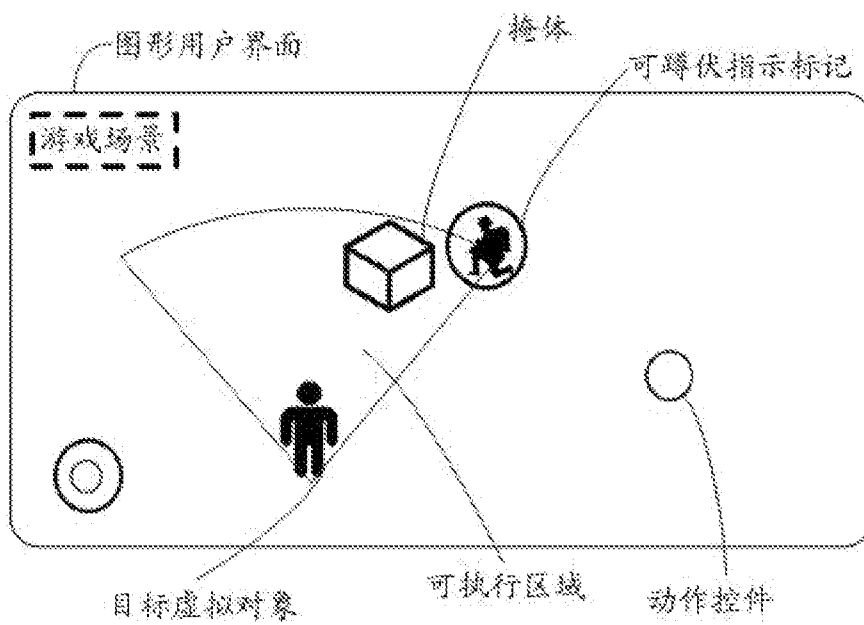 图形用户界面
掩体
可蹲伏指示标记
游戏场景
目标虚拟对象
可执行区域
动作控件